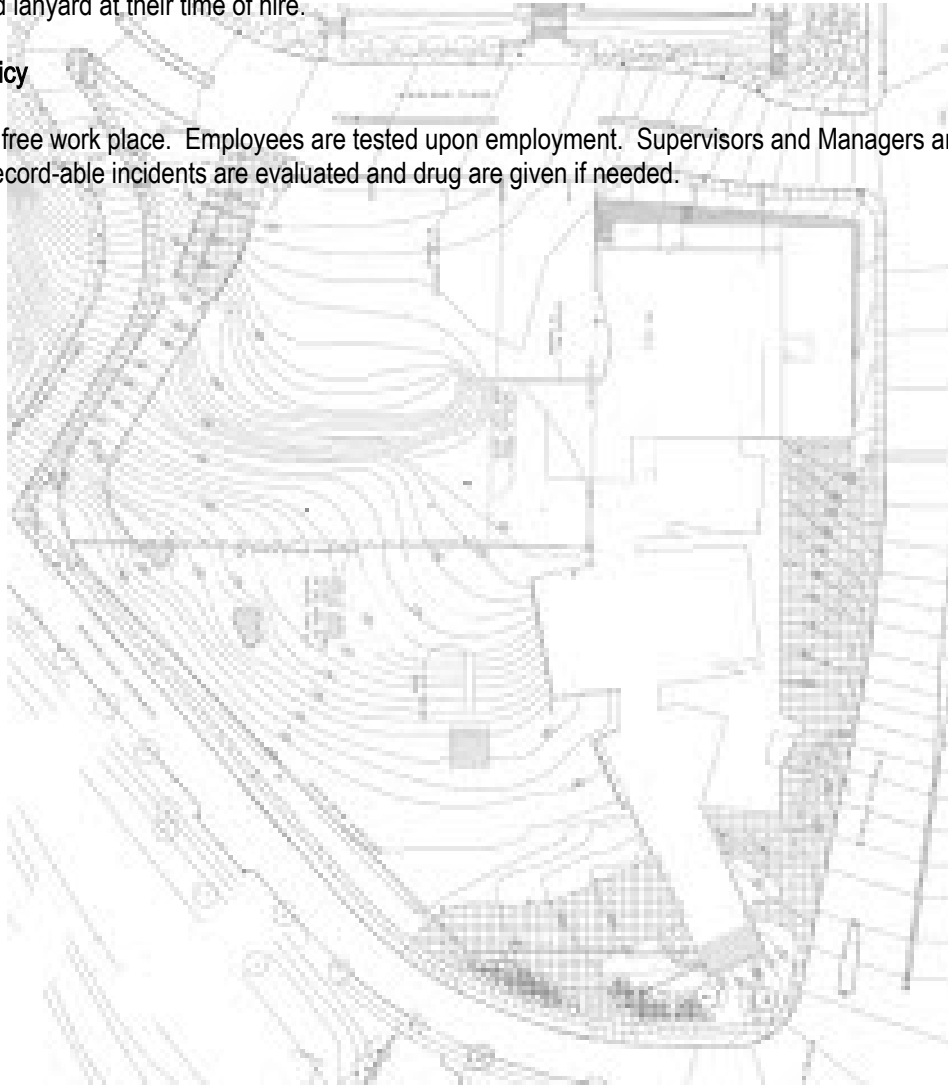 lanyard at their time of hire.
icy
free work place.  Employees are tested upon employment.  Supervisors and Managers
ecord-able incidents are evaluated and drug are given if needed.